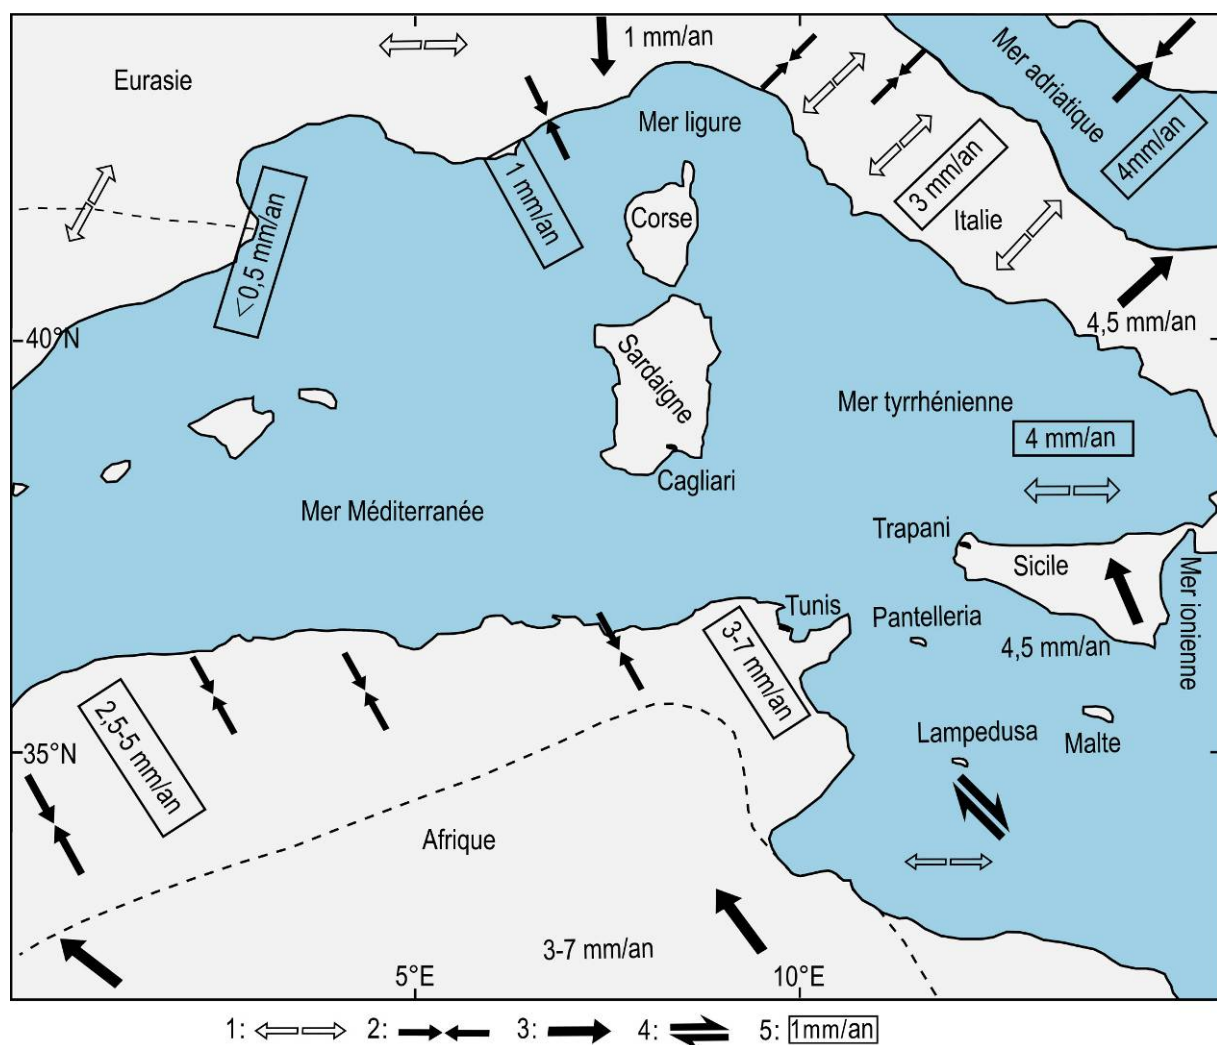 1 mm/an
Eurasie
Mer adriatique
Mer ligure
4mm/an
1 mm/an
3 mm/an
Corse
Italie
<0,5 mm/an
4,5 mm/an
40°N
Sardaigne
Mer tyrrhénienne
4 mm/an
Cagliari
Mer Méditerranée
Trapani
Sicile
Mer ionienne
Tunis
Pantelleria
4,5 mm/an
3-7 mm/an
2,5-5 mm/an
Lampedusa
Malte
35°N
Afrique
3-7 mm/an
5°E
10°E
1: 2: 3: 4: 5: 1mm/an